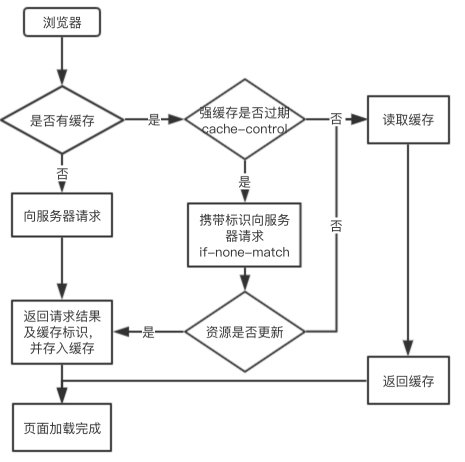 浏览器
是否有缓存
是
强缓存是否过期
cache-control
否
读取缓存
否
是
向服务器请求
携带标识向服务
器请求
if-none-match
否
返回请求结果
及缓存标识，
并存入缓存
是
资源是否更新
返回缓存
页面加载完成